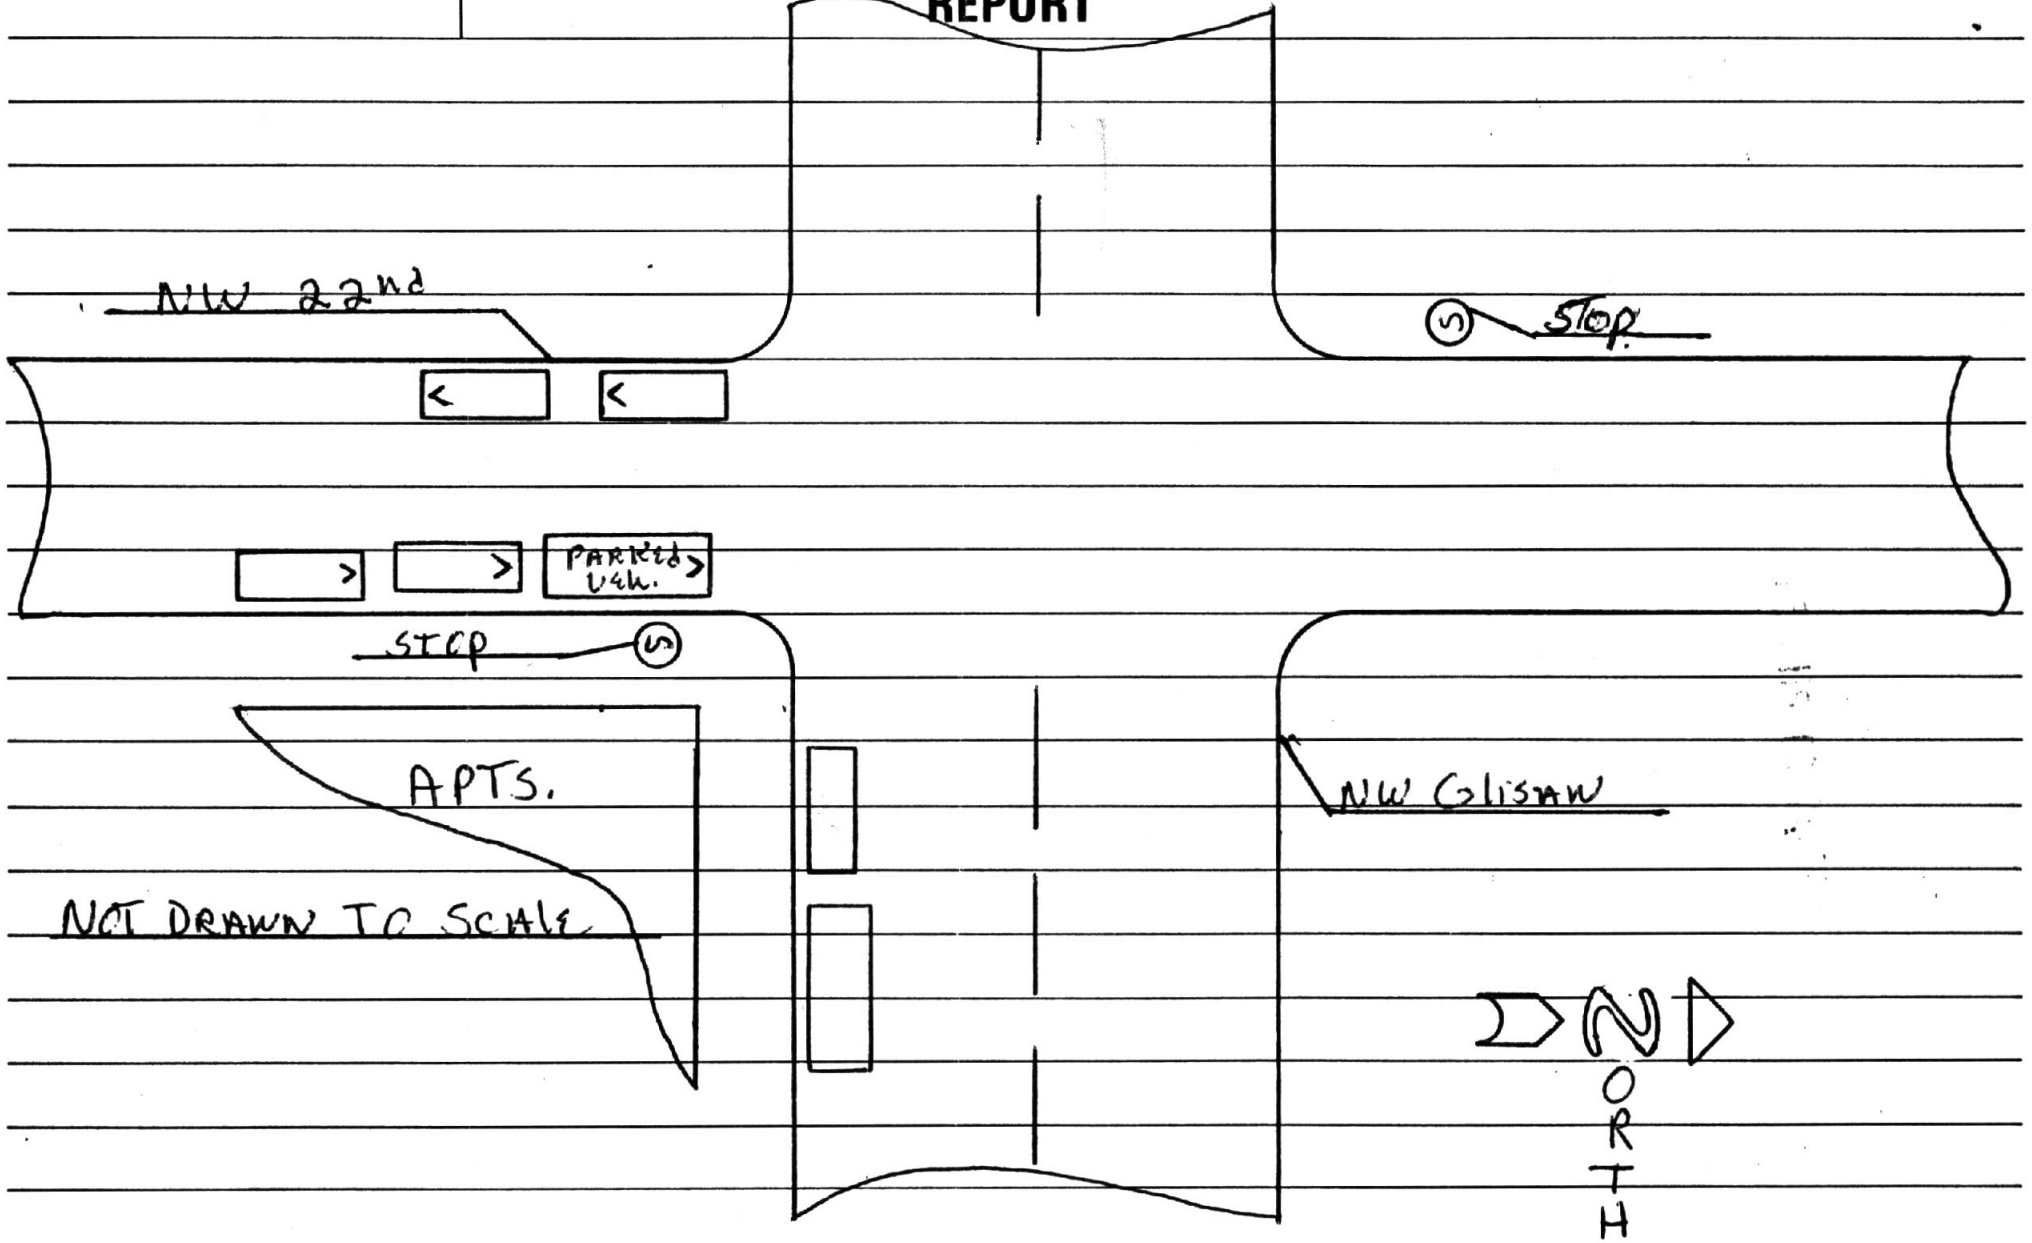 REPORT
NW 22nd
S STOP
< <
> > PARKEd >
VEh.
STOP S
APTS.
NW GlisAN
NOT DRAWN TO SCALE
N
O
R
T
H